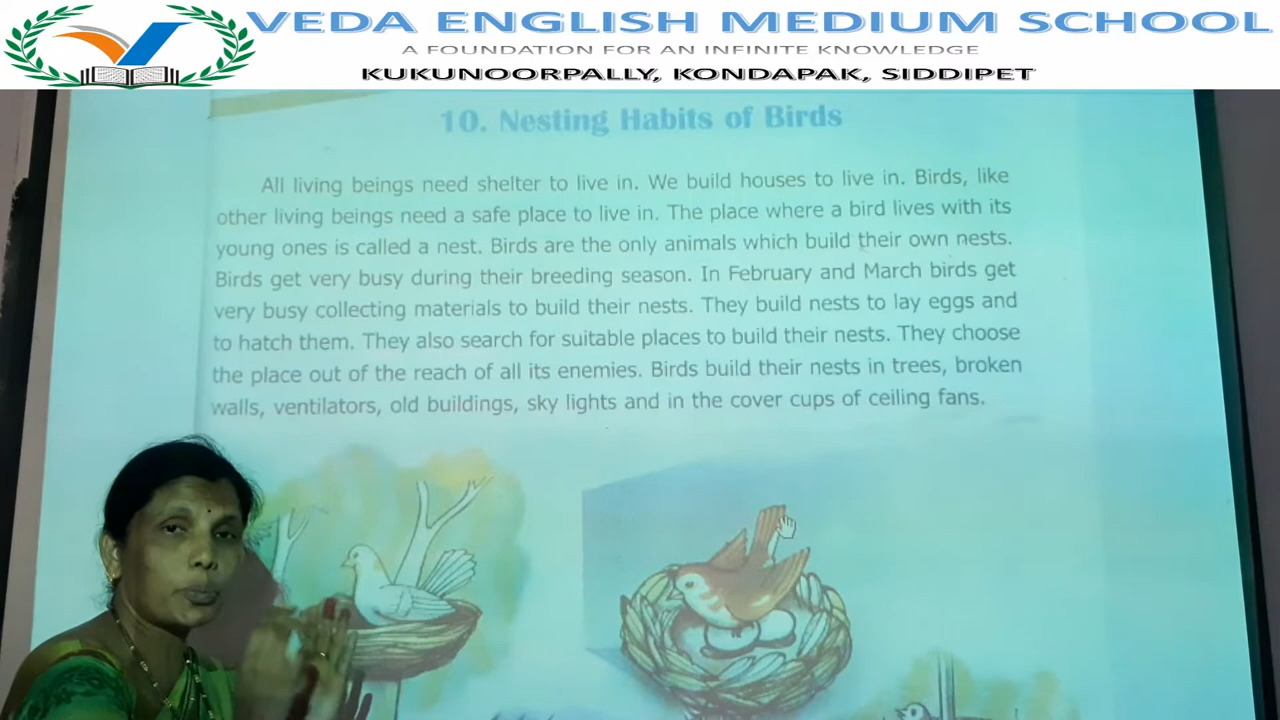 VEDA ENGLISH MEDIUM SCHOOL
A FOUNDATION FOR AN INFINITE KNOWLEDGE
KUKUNOORPALLY, KONDAPAK, SIDDIPET
10. Nesting Habits of Birds
All living beings need shelter to live in. We build houses to live in. Birds, like
other living beings need a safe place to live in. The place where a bird lives with its
young ones is called a nest. Birds are the only animals which build their own nests.
Birds get very busy during their breeding season. In February and March birds get
very busy collecting materials to build their nests. They build nests to lay eggs and
to hatch them. They also search for suitable places to build their nests. They choose
the place out of the reach of all its enemies. Birds build their nests in trees, broken
walls, ventilators, old buildings, sky lights and in the cover cups of ceiling fans.